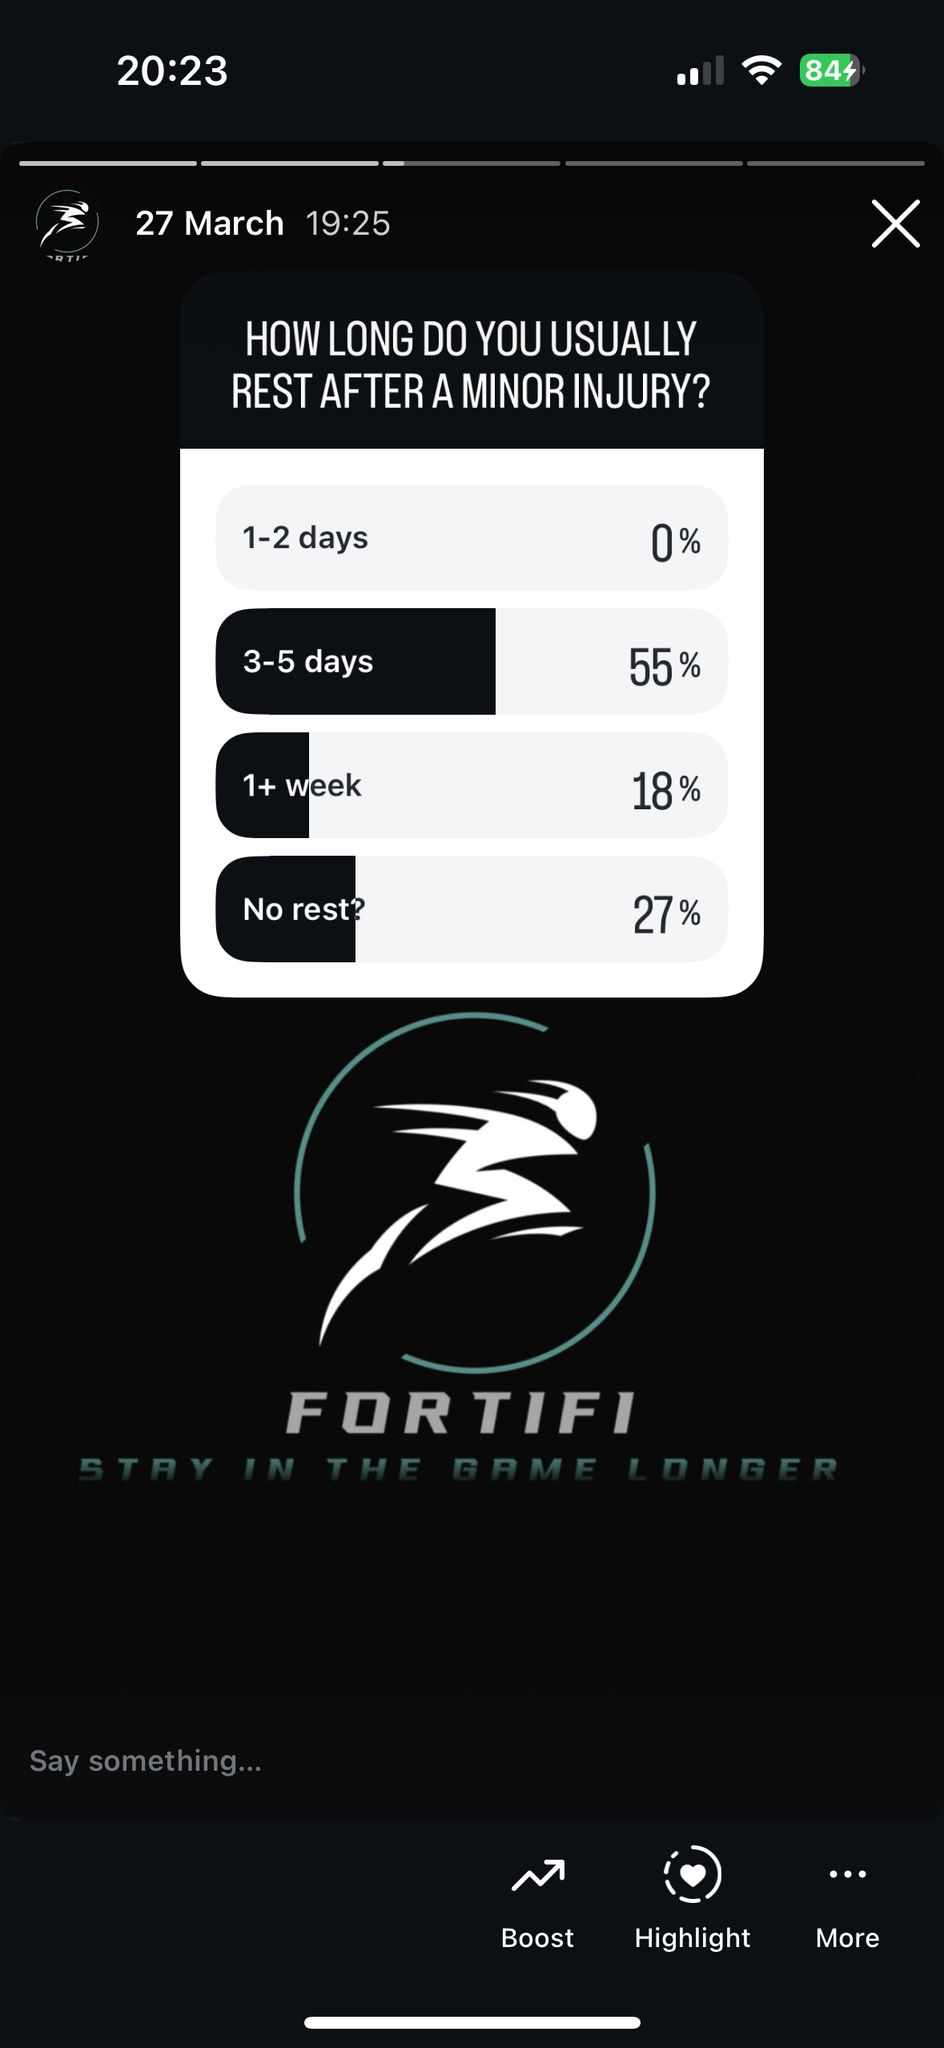 20:23
84
27 March 19:25
HOW LONG DO YOU USUALLY
REST AFTER A MINOR INJURY?
1-2 days 0%
3-5 days 55%
1+ week 18%
No rest? 27%
FORTIFI
STAY IN THE GAME LONGER
Say something...
Boost Highlight More